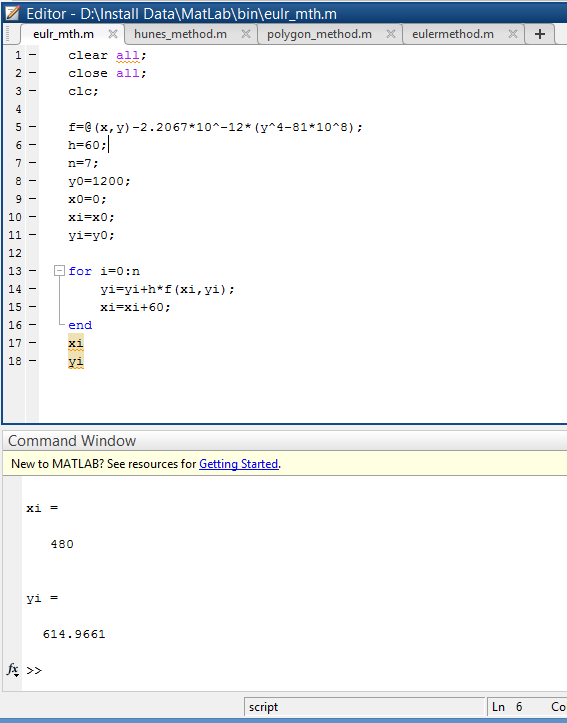 Editor - D:\Install Data\MatLab\bin\eulr_mth.m
eulr_mth.m hunes_method.m polygon_method.m eulermethod.m +
1 - clear all;
2 - close all;
3 - clc;
4
5 - f=@(x,y)-2.2067*10^-12*(y^4-81*10^8);
6 - h=60;
7 - n=7;
8 - y0=1200;
9 - x0=0;
10 - xi=x0;
11 - yi=y0;
12
13 - for i=0:n
14 - yi=yi+h*f(xi,yi);
15 - xi=xi+60;
16 - end
17 - xi
18 - yi
Command Window
New to MATLAB? See resources for Getting Started.
xi =
480
yi =
614.9661
fx >>
script Ln 6 Co